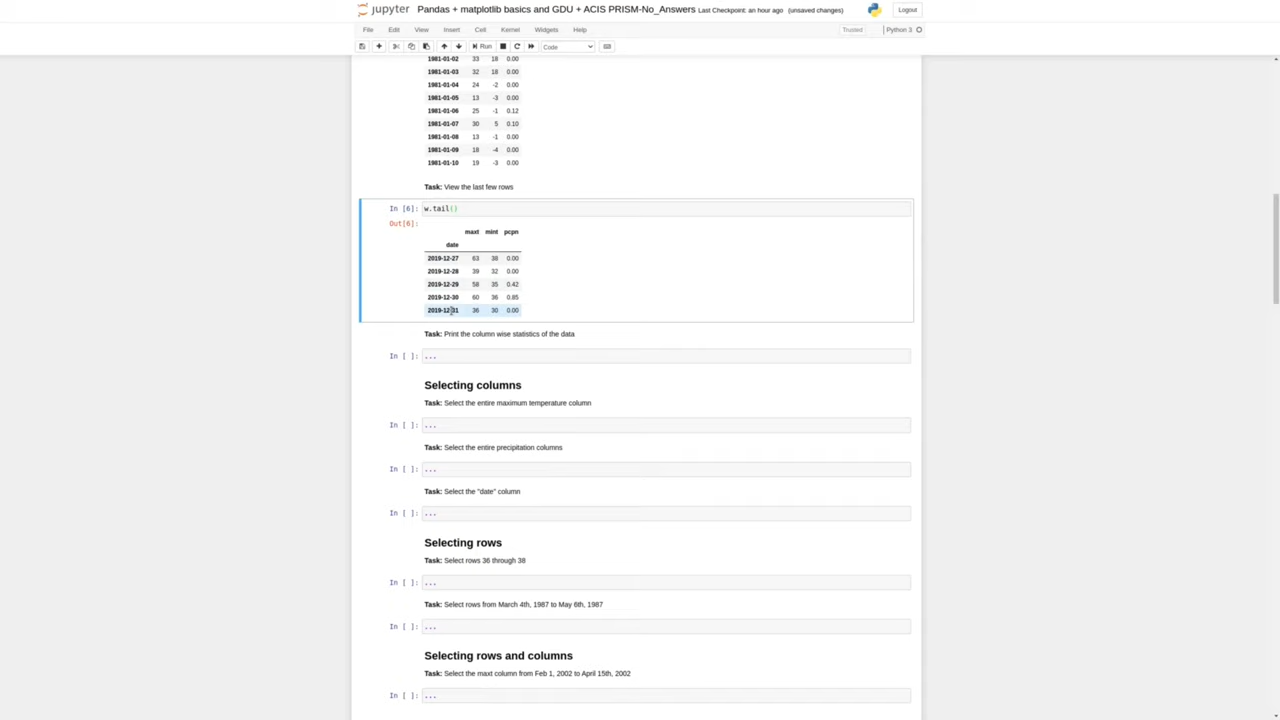 jupyter Pandas + matplotlib basics and GDU + ACIS PRISM-No_Answers Last Checkpoint: an hour ago (unsaved changes) Logout
File Edit View Insert Cell Kernel Widgets Help Trusted Python 3
Run Code
1981-01-02 33 18 0.00
1981-01-03 32 18 0.00
1981-01-04 24 -2 0.00
1981-01-05 13 -3 0.00
1981-01-06 25 -1 0.12
1981-01-07 30 5 0.10
1981-01-08 13 -1 0.00
1981-01-09 18 -4 0.00
1981-01-10 19 -3 0.00
Task: View the last few rows
In [6]: w.tail()
Out[6]:
maxt mint pcpn
date
2019-12-27 63 38 0.00
2019-12-28 39 32 0.00
2019-12-29 58 35 0.42
2019-12-30 60 36 0.85
2019-12-31 36 30 0.00
Task: Print the column wise statistics of the data
In [ ]: ...
Selecting columns
Task: Select the entire maximum temperature column
In [ ]: ...
Task: Select the entire precipitation columns
In [ ]: ...
Task: Select the "date" column
In [ ]: ...
Selecting rows
Task: Select rows 36 through 38
In [ ]: ...
Task: Select rows from March 4th, 1987 to May 6th, 1987
In [ ]: ...
Selecting rows and columns
Task: Select the maxt column from Feb 1, 2002 to April 15th, 2002
In [ ]: ...